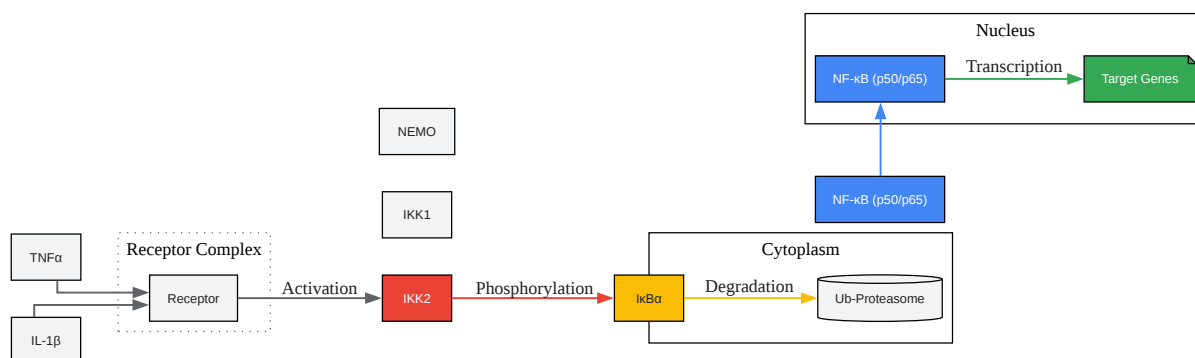 Nucleus
NF-κB (p50/p65)
Transcription
Target Genes
NEMO
NF-κB (p50/p65)
IKK1
TNFα
Receptor Complex
Cytoplasm
Receptor
Activation
IKK2
Phosphorylation
IκBα
Degradation
Ub-Proteasome
IL-1β